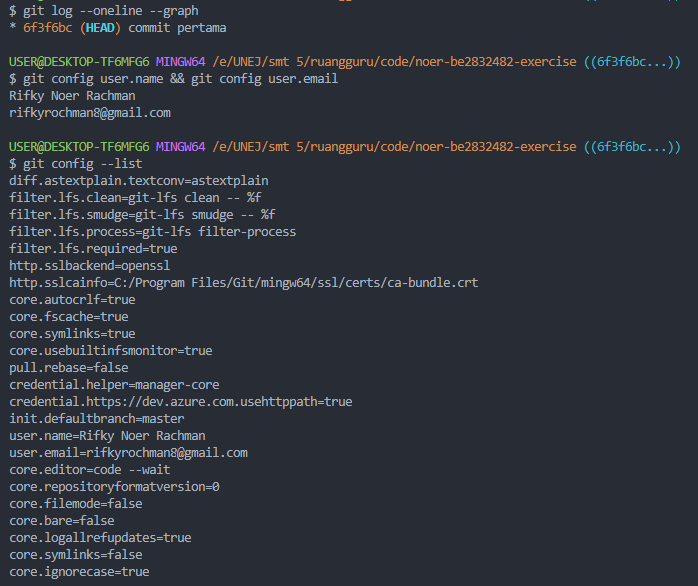 $ git log --oneline --graph
* 6f3f6bc (HEAD) commit pertama
USER@DESKTOP-TF6MFG6 MINGW64 /e/UNEJ/smt 5/ruangguru/code/noer-be2832482-exercise ((6f3f6bc...))
$ git config user.name && git config user.email
Rifky Noer Rachman
rifkyrochman8@gmail.com
USER@DESKTOP-TF6MFG6 MINGW64 /e/UNEJ/smt 5/ruangguru/code/noer-be2832482-exercise ((6f3f6bc...))
$ git config --list
diff.astextplain.textconv=astextplain
filter.lfs.clean=git-lfs clean -- %f
filter.lfs.smudge=git-lfs smudge -- %f
filter.lfs.process=git-lfs filter-process
filter.lfs.required=true
http.sslbackend=openssl
http.sslcainfo=C:/Program Files/Git/mingw64/ssl/certs/ca-bundle.crt
core.autocrlf=true
core.fscache=true
core.symlinks=true
core.usebuiltinfsmonitor=true
pull.rebase=false
credential.helper=manager-core
credential.https://dev.azure.com.usehttppath=true
init.defaultbranch=master
user.name=Rifky Noer Rachman
user.email=rifkyrochman8@gmail.com
core.editor=code --wait
core.repositoryformatversion=0
core.filemode=false
core.bare=false
core.logallrefupdates=true
core.symlinks=false
core.ignorecase=true